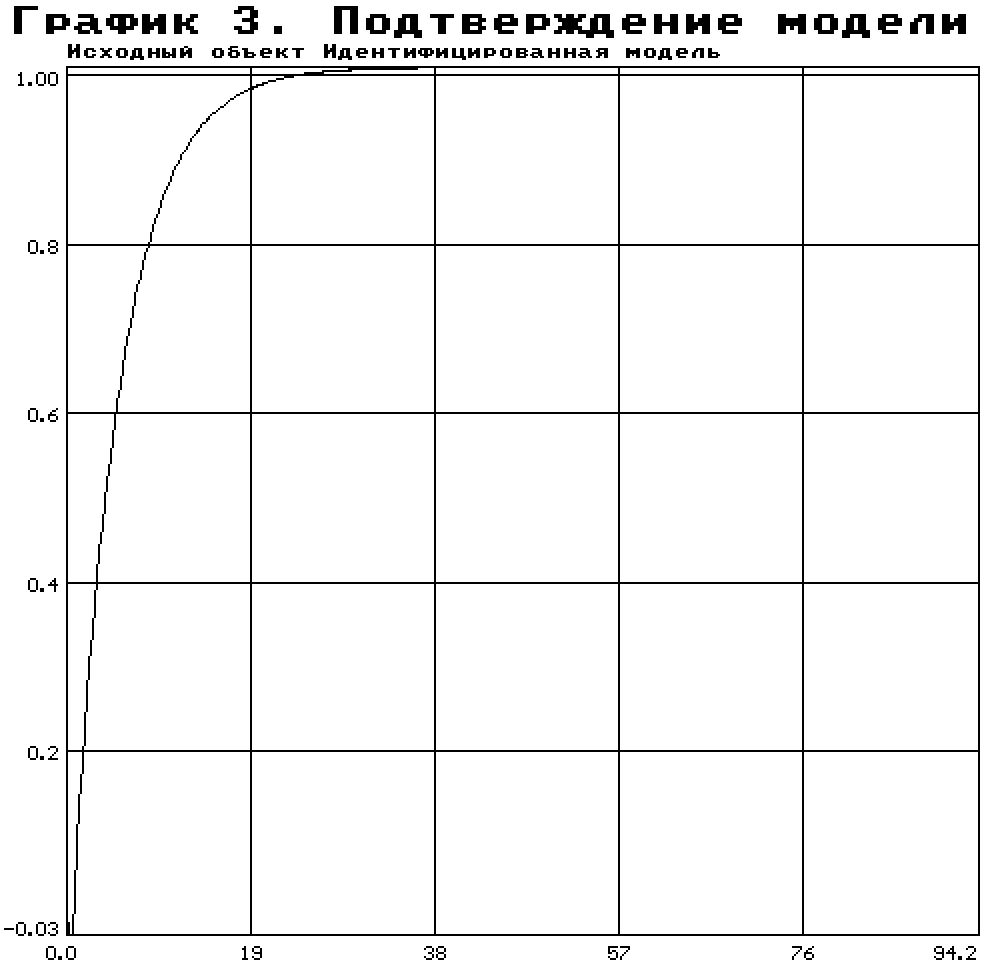 График 3. Подтверждение модели
Исходный объект Идентифицированная модель
1.00
0.8
0.6
0.4
0.2
-0.03
0.0 19 38 57 76 94.2